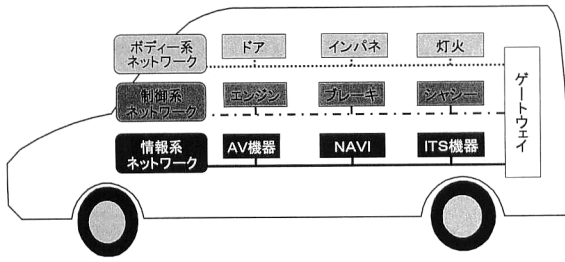 ボディー系
ネットワーク
ドア
インパネ
灯火
制御系
ネットワーク
エンジン
ブレーキ
シャシー
情報系
ネットワーク
AV機器
NAVI
ITS機器
ゲートウェイ